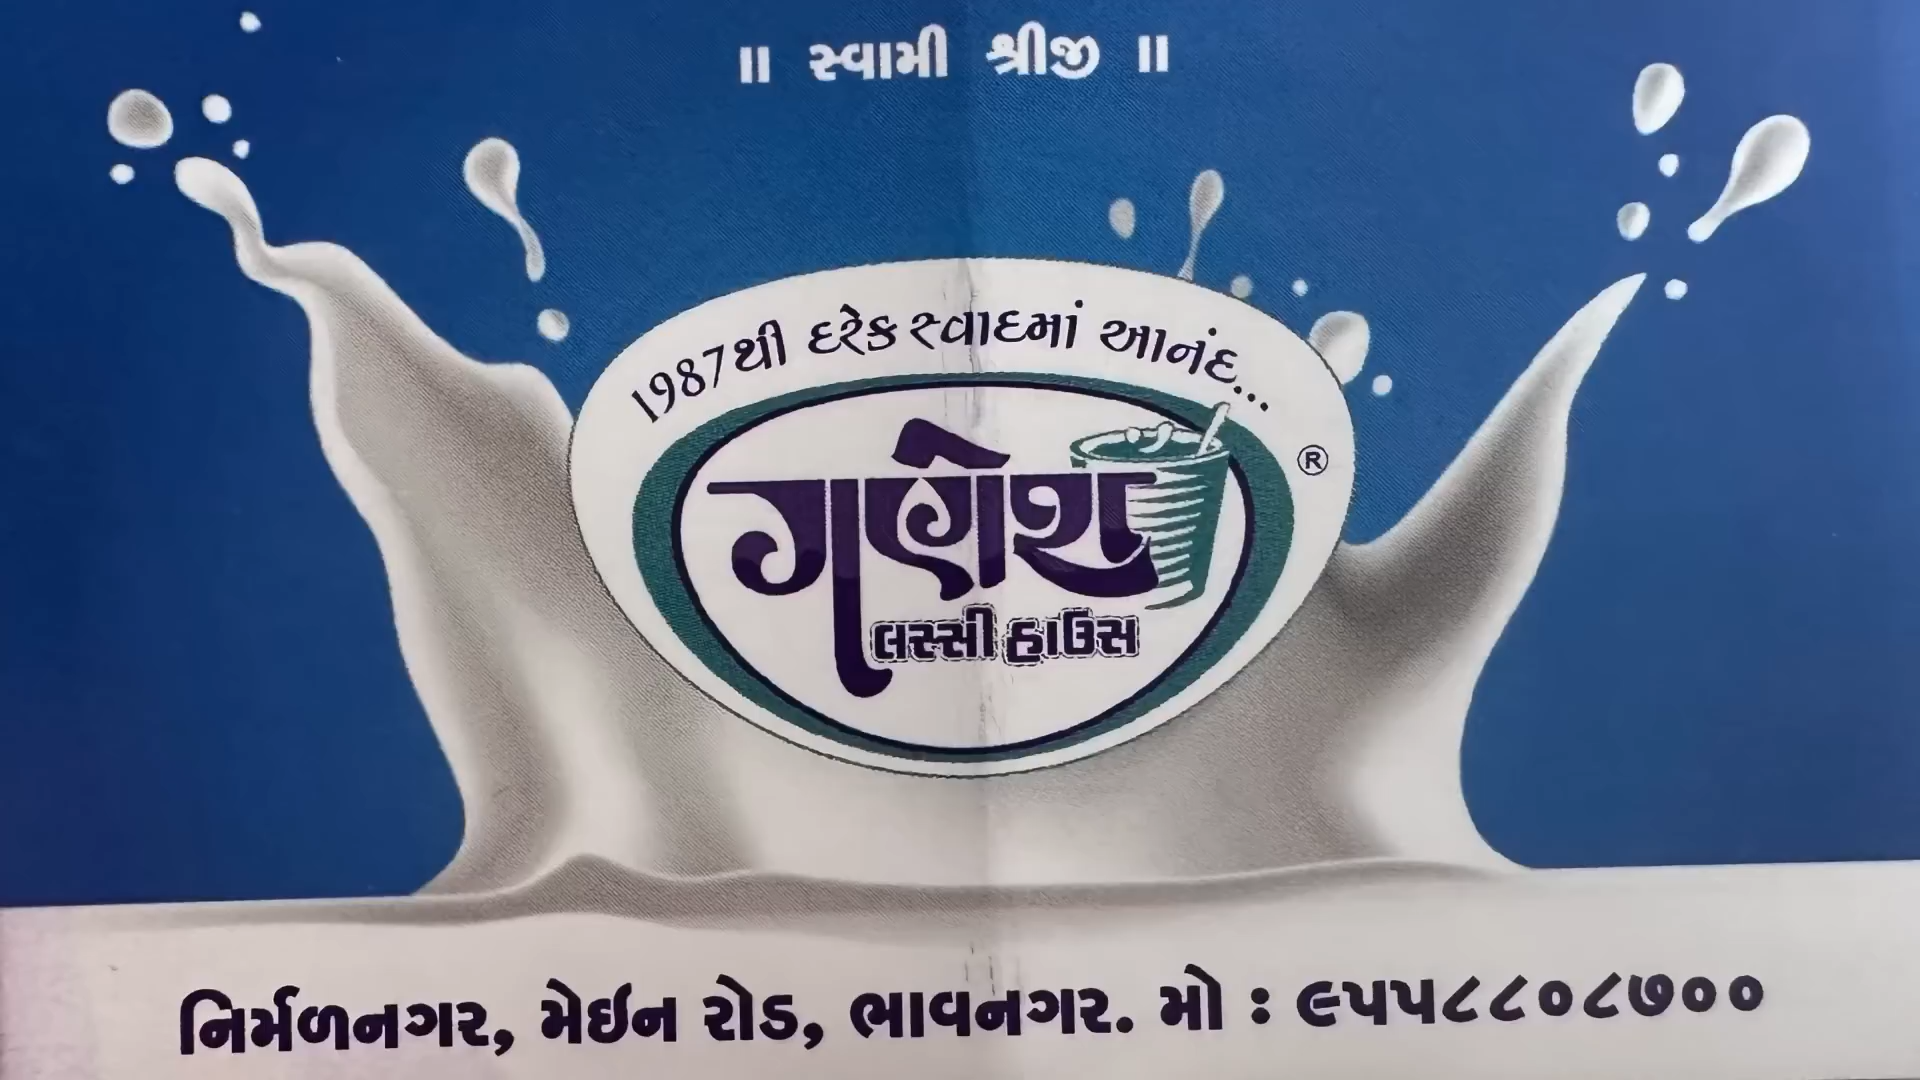 ॥ સ્વામી શ્રીજી ॥
1987થી દરેક સ્વાદમાં આનંદ...
ગણેશ
®
લસ્સી હાઉસ
નિર્મળનગર, મેઈન રોડ, ભાવનગર. મો : ૯૫૫૮૮૦૮૭૦૦